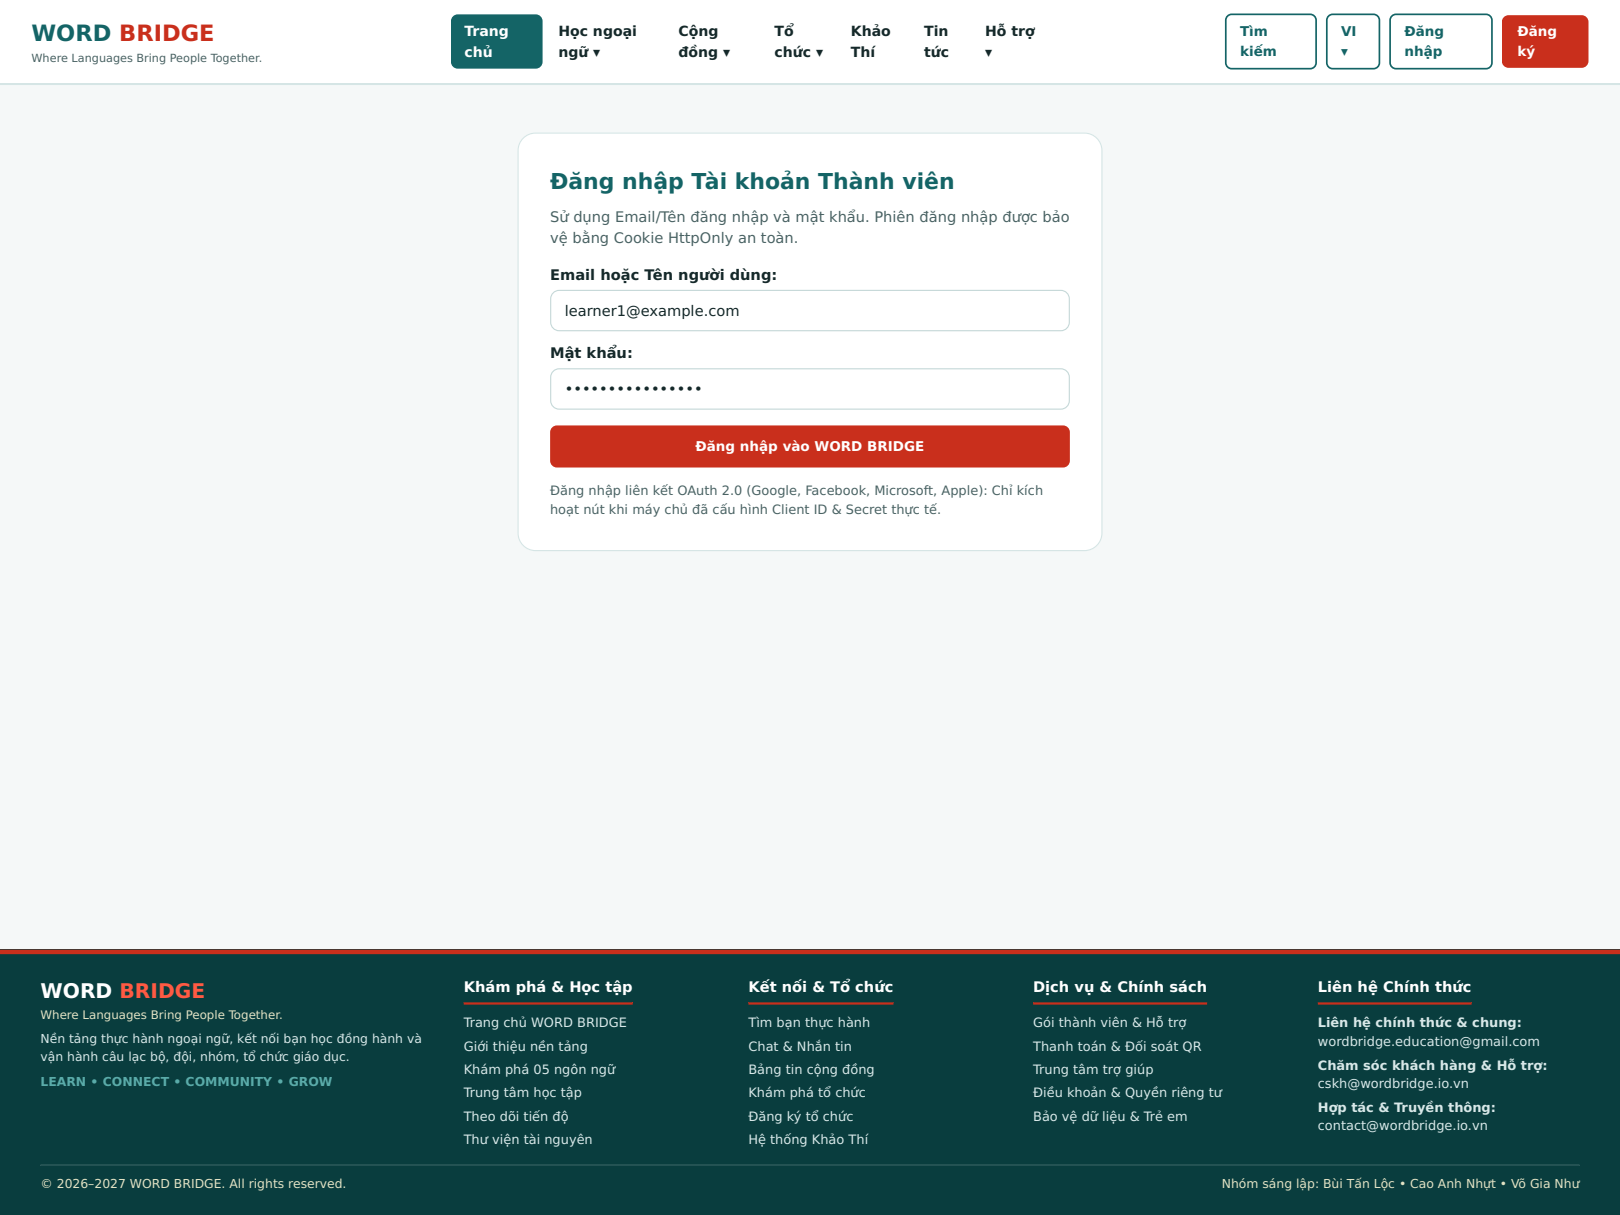 WORD BRIDGE
Where Languages Bring People Together.
Trang
chủ
Học ngoại
ngữ ▾
Cộng
đồng ▾
Tổ
chức ▾
Khảo
Thí
Tin
tức
Hỗ trợ
▾
Tìm
kiếm
VI
▾
Đăng
nhập
Đăng
ký
Đăng nhập Tài khoản Thành viên
Sử dụng Email/Tên đăng nhập và mật khẩu. Phiên đăng nhập được bảo
vệ bằng Cookie HttpOnly an toàn.
Email hoặc Tên người dùng:
learner1@example.com
Mật khẩu:
••••••••••••••••
Đăng nhập vào WORD BRIDGE
Đăng nhập liên kết OAuth 2.0 (Google, Facebook, Microsoft, Apple): Chỉ kích
hoạt nút khi máy chủ đã cấu hình Client ID & Secret thực tế.
WORD BRIDGE
Where Languages Bring People Together.
Nền tảng thực hành ngoại ngữ, kết nối bạn học đồng hành và
vận hành câu lạc bộ, đội, nhóm, tổ chức giáo dục.
LEARN • CONNECT • COMMUNITY • GROW
Khám phá & Học tập
Trang chủ WORD BRIDGE
Giới thiệu nền tảng
Khám phá 05 ngôn ngữ
Trung tâm học tập
Theo dõi tiến độ
Thư viện tài nguyên
Kết nối & Tổ chức
Tìm bạn thực hành
Chat & Nhắn tin
Bảng tin cộng đồng
Khám phá tổ chức
Đăng ký tổ chức
Hệ thống Khảo Thí
Dịch vụ & Chính sách
Gói thành viên & Hỗ trợ
Thanh toán & Đối soát QR
Trung tâm trợ giúp
Điều khoản & Quyền riêng tư
Bảo vệ dữ liệu & Trẻ em
Liên hệ Chính thức
Liên hệ chính thức & chung:
wordbridge.education@gmail.com
Chăm sóc khách hàng & Hỗ trợ:
cskh@wordbridge.io.vn
Hợp tác & Truyền thông:
contact@wordbridge.io.vn
© 2026–2027 WORD BRIDGE. All rights reserved.
Nhóm sáng lập: Bùi Tấn Lộc • Cao Anh Nhựt • Võ Gia Như